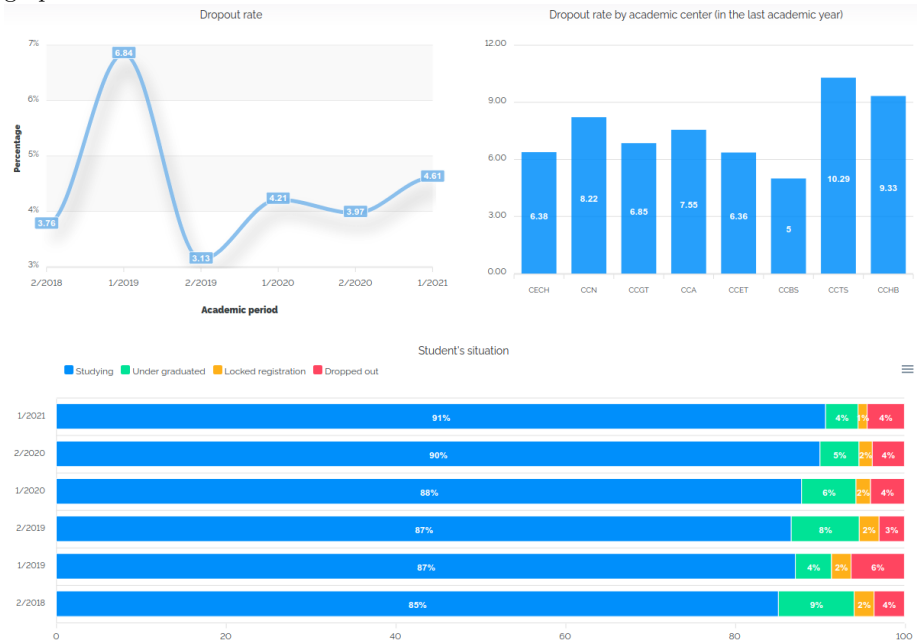 Dropout rate
7%
6%
5%
4%
3%
Percentage
3.76
6.84
3.13
4.21
3.97
4.61
2/2018 1/2019 2/2019 1/2020 2/2020 1/2021
Academic period
Dropout rate by academic center (in the last academic year)
12.00
9.00
6.00
3.00
0.00
6.38 8.22 6.85 7.55 6.36 5 10.29 9.33
CECH CCN CCGT CCA CCET CCBS CCTS CCHB
Student's situation
Studying Under graduated Locked registration Dropped out
1/2021 91% 4% 1% 4%
2/2020 90% 5% 2% 4%
1/2020 88% 6% 2% 4%
2/2019 87% 8% 2% 3%
1/2019 87% 4% 2% 6%
2/2018 85% 9% 2% 4%
0 20 40 60 80 100